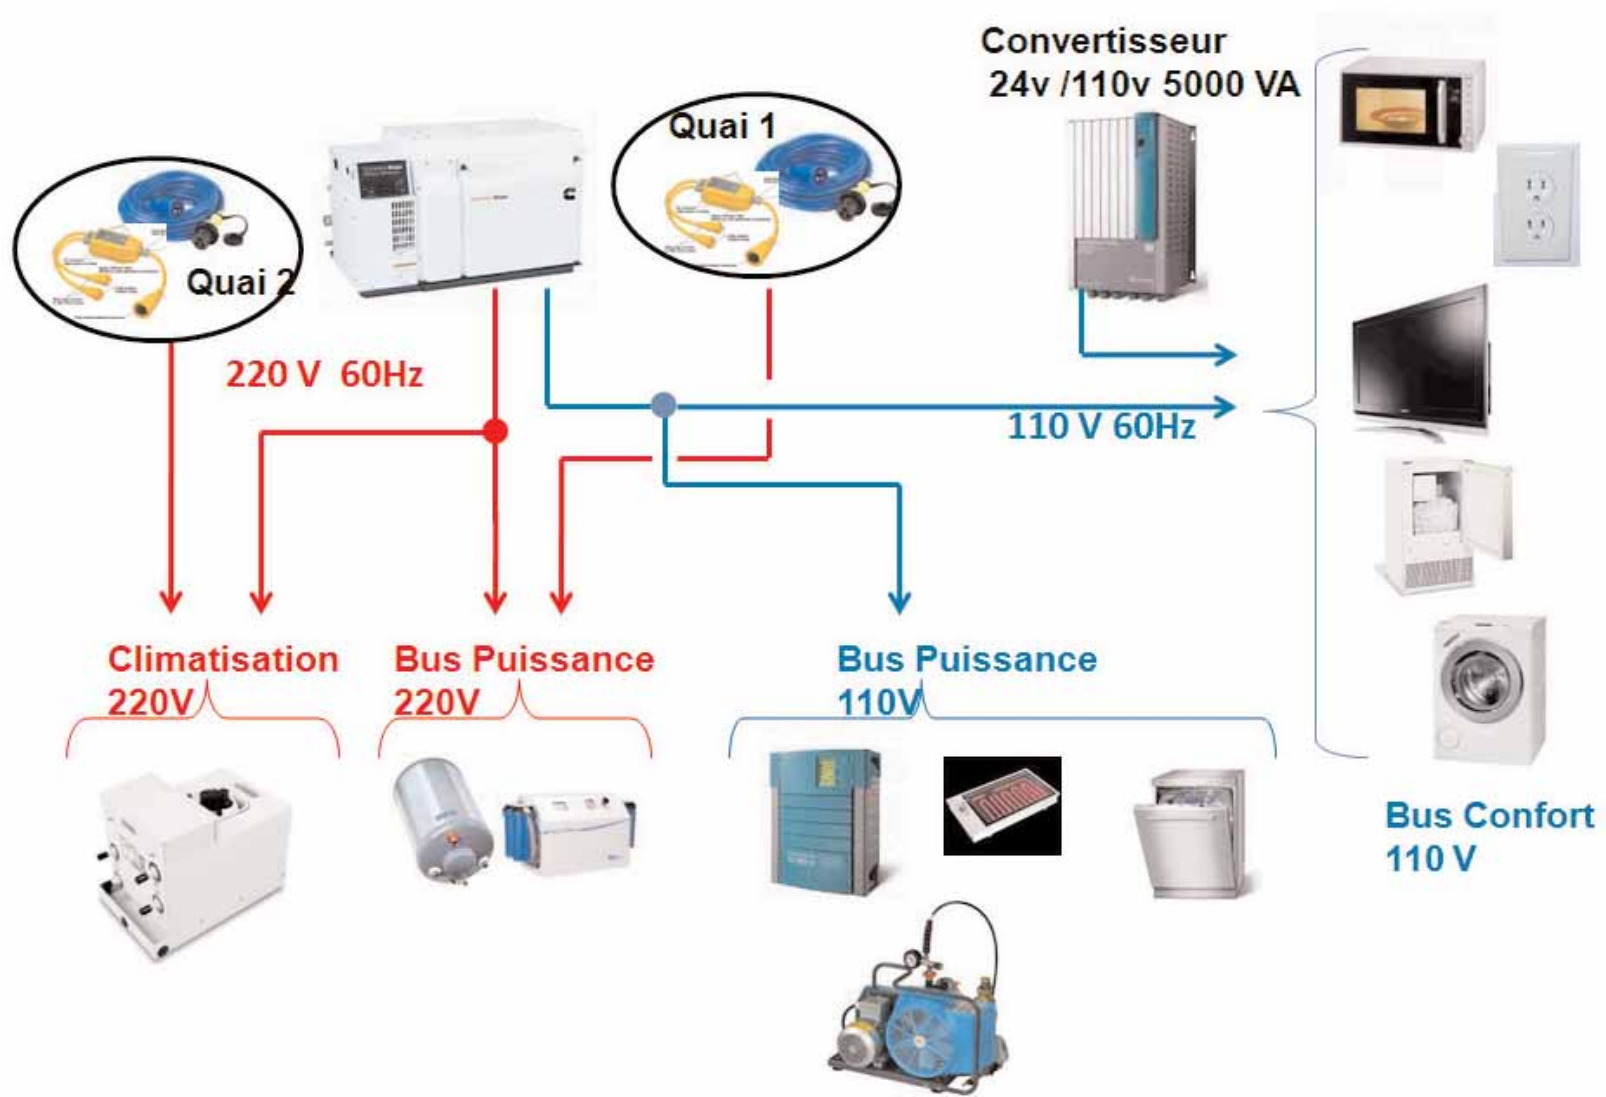 Convertisseur
24v /110v 5000 VA
Quai 1
Quai 2
220 V 60Hz
110 V 60Hz
Climatisation
220V
Bus Puissance
220V
Bus Puissance
110V
Bus Confort
110 V